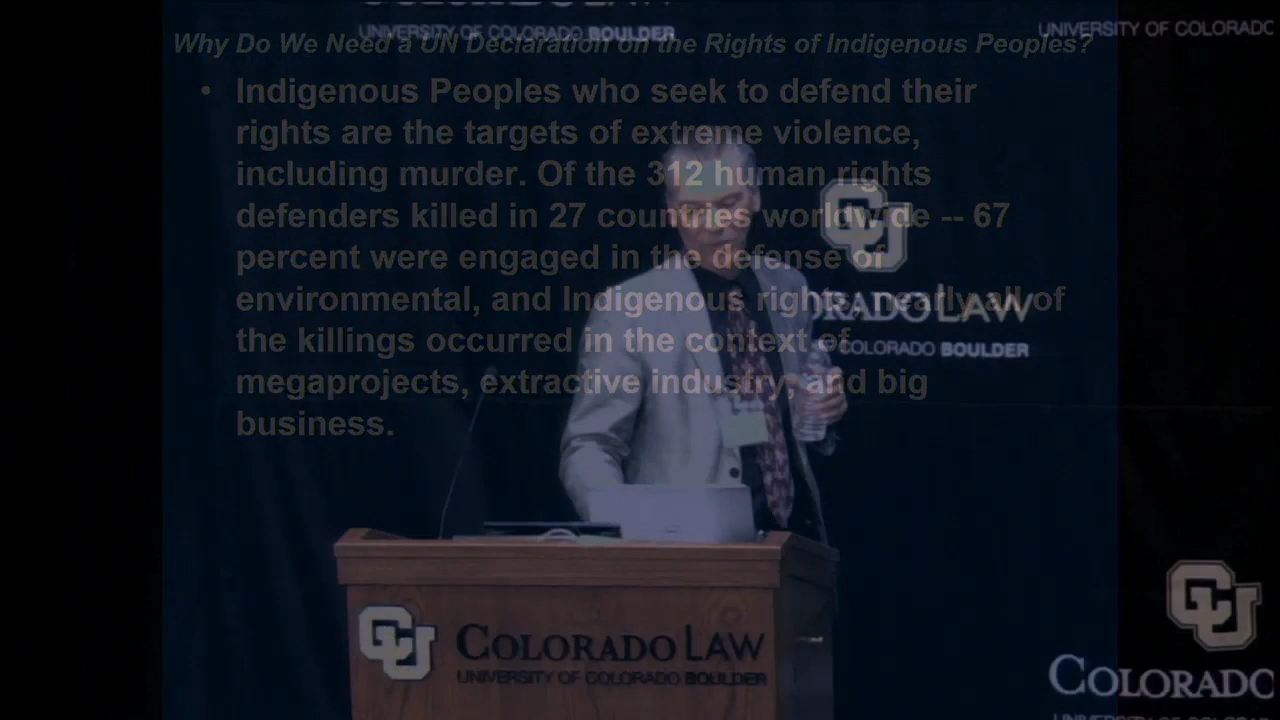 UNIVERSITY OF COLORADO BOULDER
UNIVERSITY OF COLORADO
Why Do We Need a UN Declaration on the Rights of Indigenous Peoples?
• Indigenous Peoples who seek to defend their
rights are the targets of extreme violence,
including murder. Of the 312 human rights
defenders killed in 27 countries worldwide -- 67
percent were engaged in the defense of
environmental, and Indigenous rights nearly all of
the killings occurred in the context of
megaprojects, extractive industry, and big
business.
CU
COLORADO LAW
COLORADO BOULDER
CU
COLORADO LAW
UNIVERSITY OF COLORADO BOULDER
CU
COLORADO